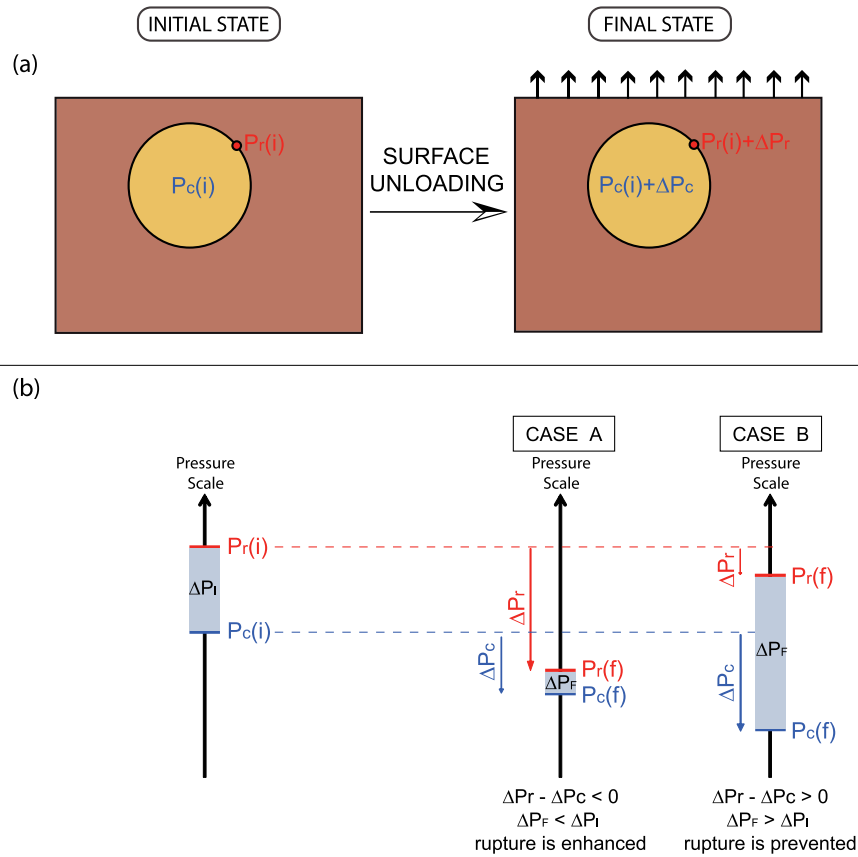 INITIAL STATE
FINAL STATE
(a)
Pr(i)
Pc(i)
SURFACE
UNLOADING
Pr(i)+ΔPr
Pc(i)+ΔPc
(b)
CASE A
CASE B
Pressure
Scale
Pressure
Scale
Pressure
Scale
Pr(i)
ΔPI
Pc(i)
ΔPr
ΔPc
Pr(f)
ΔPF
Pc(f)
ΔPr
Pr(f)
ΔPF
ΔPc
Pc(f)
ΔPr - ΔPc < 0
ΔPF < ΔPI
rupture is enhanced
ΔPr - ΔPc > 0
ΔPF > ΔPI
rupture is prevented